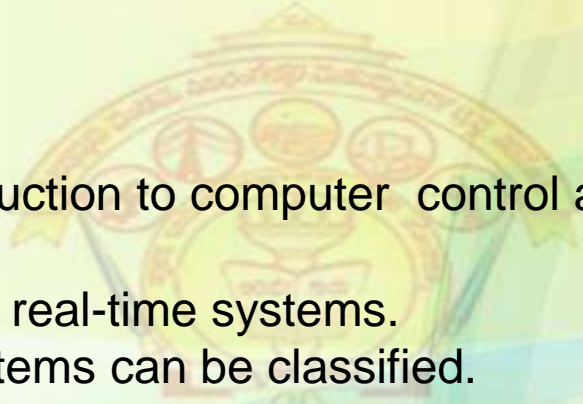 uction to computer control a
real-time systems.
tems can be classified.